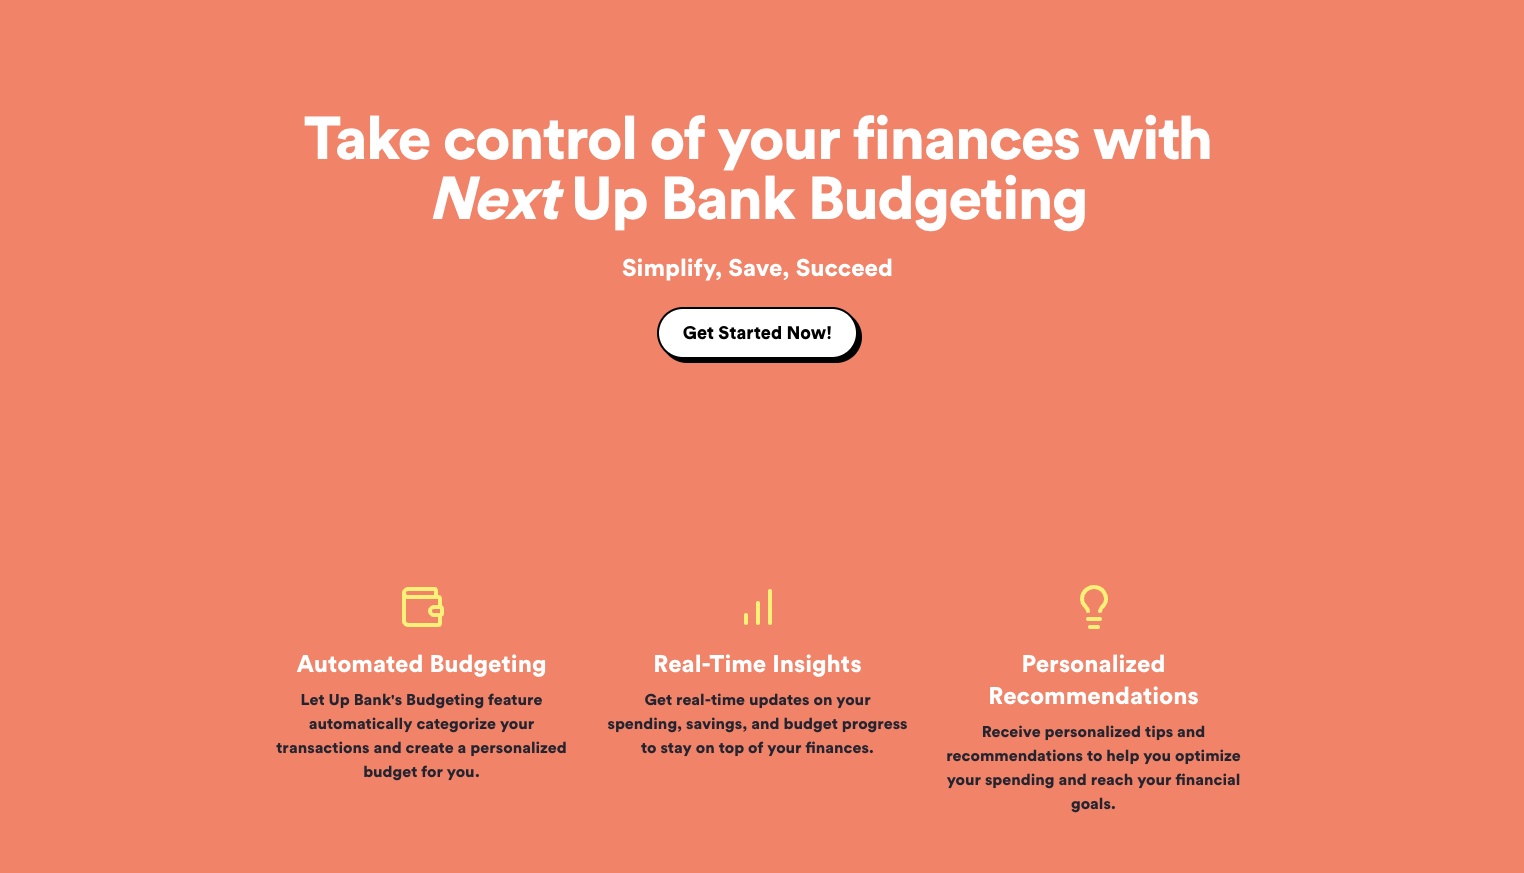 Take control of your finances with
Next Up Bank Budgeting
Simplify, Save, Succeed
Get Started Now!
Automated Budgeting
Let Up Bank's Budgeting feature
automatically categorize your
transactions and create a personalized
budget for you.
Real-Time Insights
Get real-time updates on your
spending, savings, and budget progress
to stay on top of your finances.
Personalized
Recommendations
Receive personalized tips and
recommendations to help you optimize
your spending and reach your financial
goals.